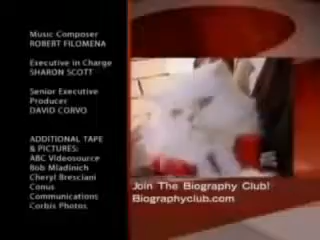 Music Composer
ROBERT FILOMENA
Executive in Charge
SHARON SCOTT
Senior Executive
Producer
DAVID CORVO
ADDITIONAL TAPE
& PICTURES:
ABC Videosource
Bob Mladinich
Cheryl Bresciani
Conus
Communications
Corbis Photos
Join The Biography Club!
Biographyclub.com